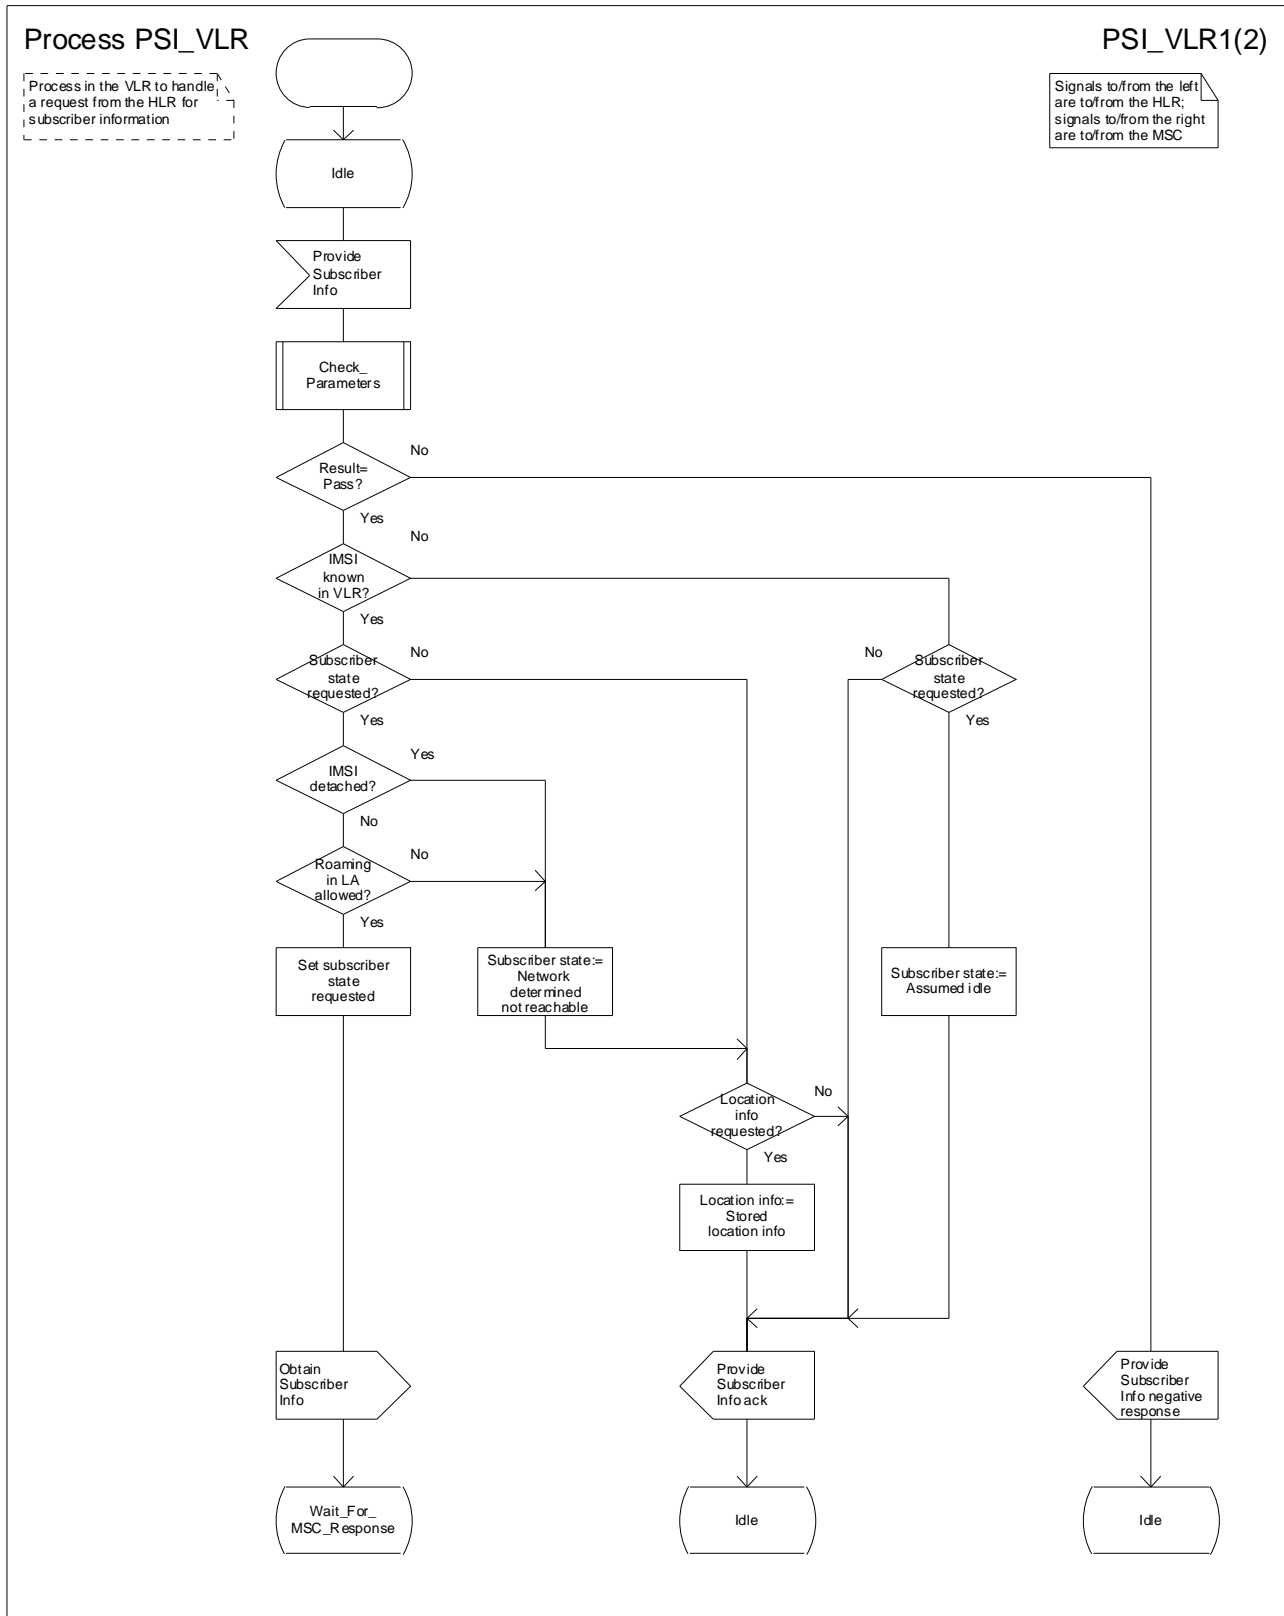 Process PSI_VLR
PSI_VLR1(2)
Process in the VLR to handle
a request from the HLR for
subscriber information
Signals to/from the left
are to/from the HLR;
signals to/from the right
are to/from the MSC
Idle
Provide
Subscriber
Info
Check_
Parameters
Result=
Pass?
No
Yes
IMSI
known
in VLR?
No
Yes
Subscriber
state
requested?
No
Yes
No
Subscriber
state
requested?
Yes
IMSI
detached?
Yes
No
Roaming
in LA
allowed?
No
Yes
Set subscriber
state
requested
Subscriber state:=
Network
determined
not reachable
Subscriber state:=
Assumed idle
Location
info
requested?
No
Yes
Location info:=
Stored
location info
Obtain
Subscriber
Info
Provide
Subscriber
Info ack
Provide
Subscriber
Info negative
response
Wait_For_
MSC_Response
Idle
Idle